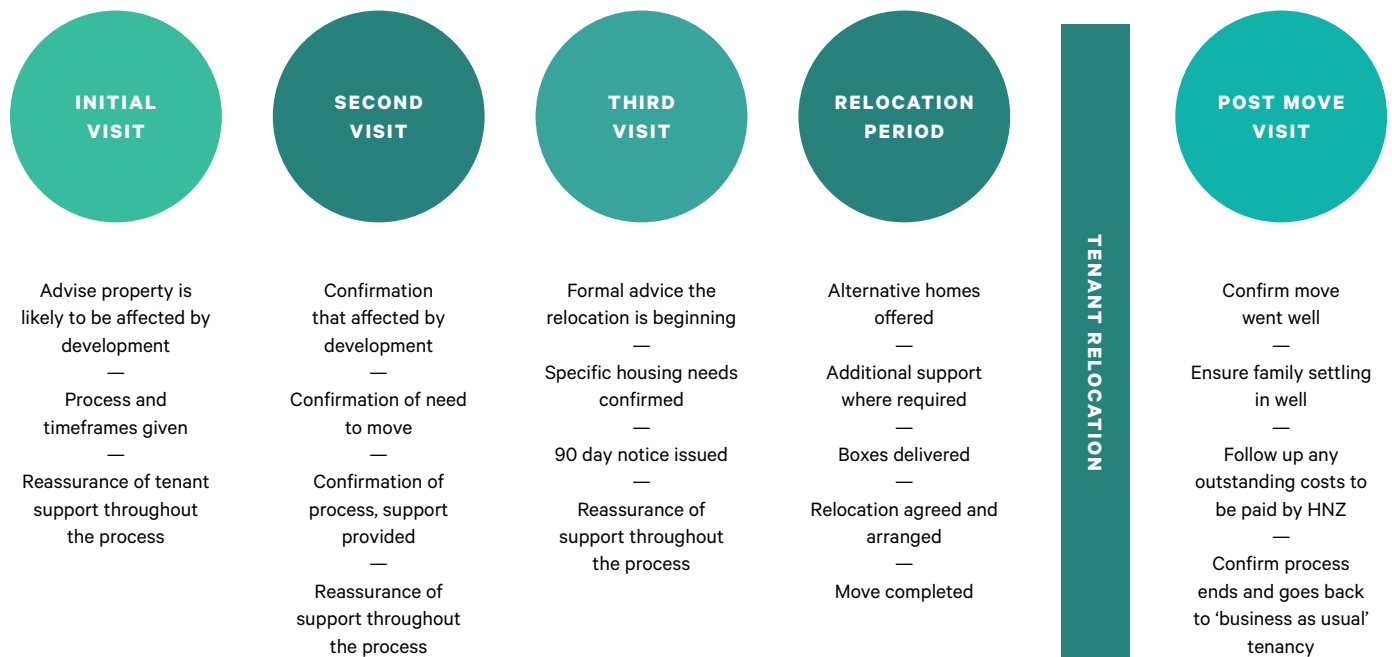 INITIAL
VISIT
Advise property is
likely to be affected by
development
—
Process and
timeframes given
—
Reassurance of tenant
support throughout
the process
SECOND
VISIT
Confirmation
that affected by
development
—
Confirmation of need
to move
—
Confirmation of
process, support
provided
—
Reassurance of
support throughout
the process
THIRD
VISIT
Formal advice the
relocation is beginning
—
Specific housing needs
confirmed
—
90 day notice issued
—
Reassurance of
support throughout
the process
RELOCATION
PERIOD
Alternative homes
offered
—
Additional support
where required
—
Boxes delivered
—
Relocation agreed and
arranged
—
Move completed
TENANT RELOCATION
POST MOVE
VISIT
Confirm move
went well
—
Ensure family settling
in well
—
Follow up any
outstanding costs to
be paid by HNZ
—
Confirm process
ends and goes back
to ‘business as usual’
tenancy